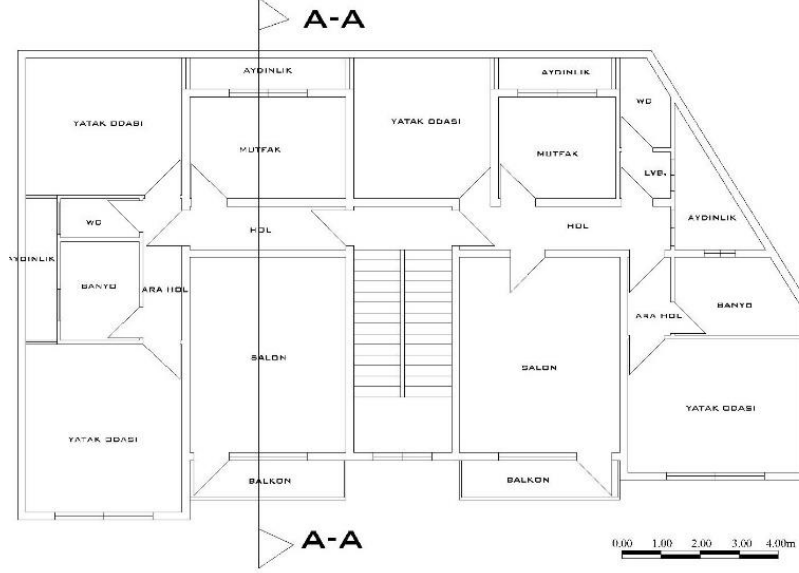 A-A
AYDINLIK
AYDINLIK
YATAK ODASI
YATAK ODASI
WC
MUTFAK
MUTFAK
LVB.
WC
HOL
HOL
AYDINLIK
AYDINLIK
BANYO
ARA HOL
BANYO
ARA HOL
SALON
SALON
YATAK ODASI
YATAK ODASI
BALKON
BALKON
A-A
0.00 1.00 2.00 3.00 4.00m